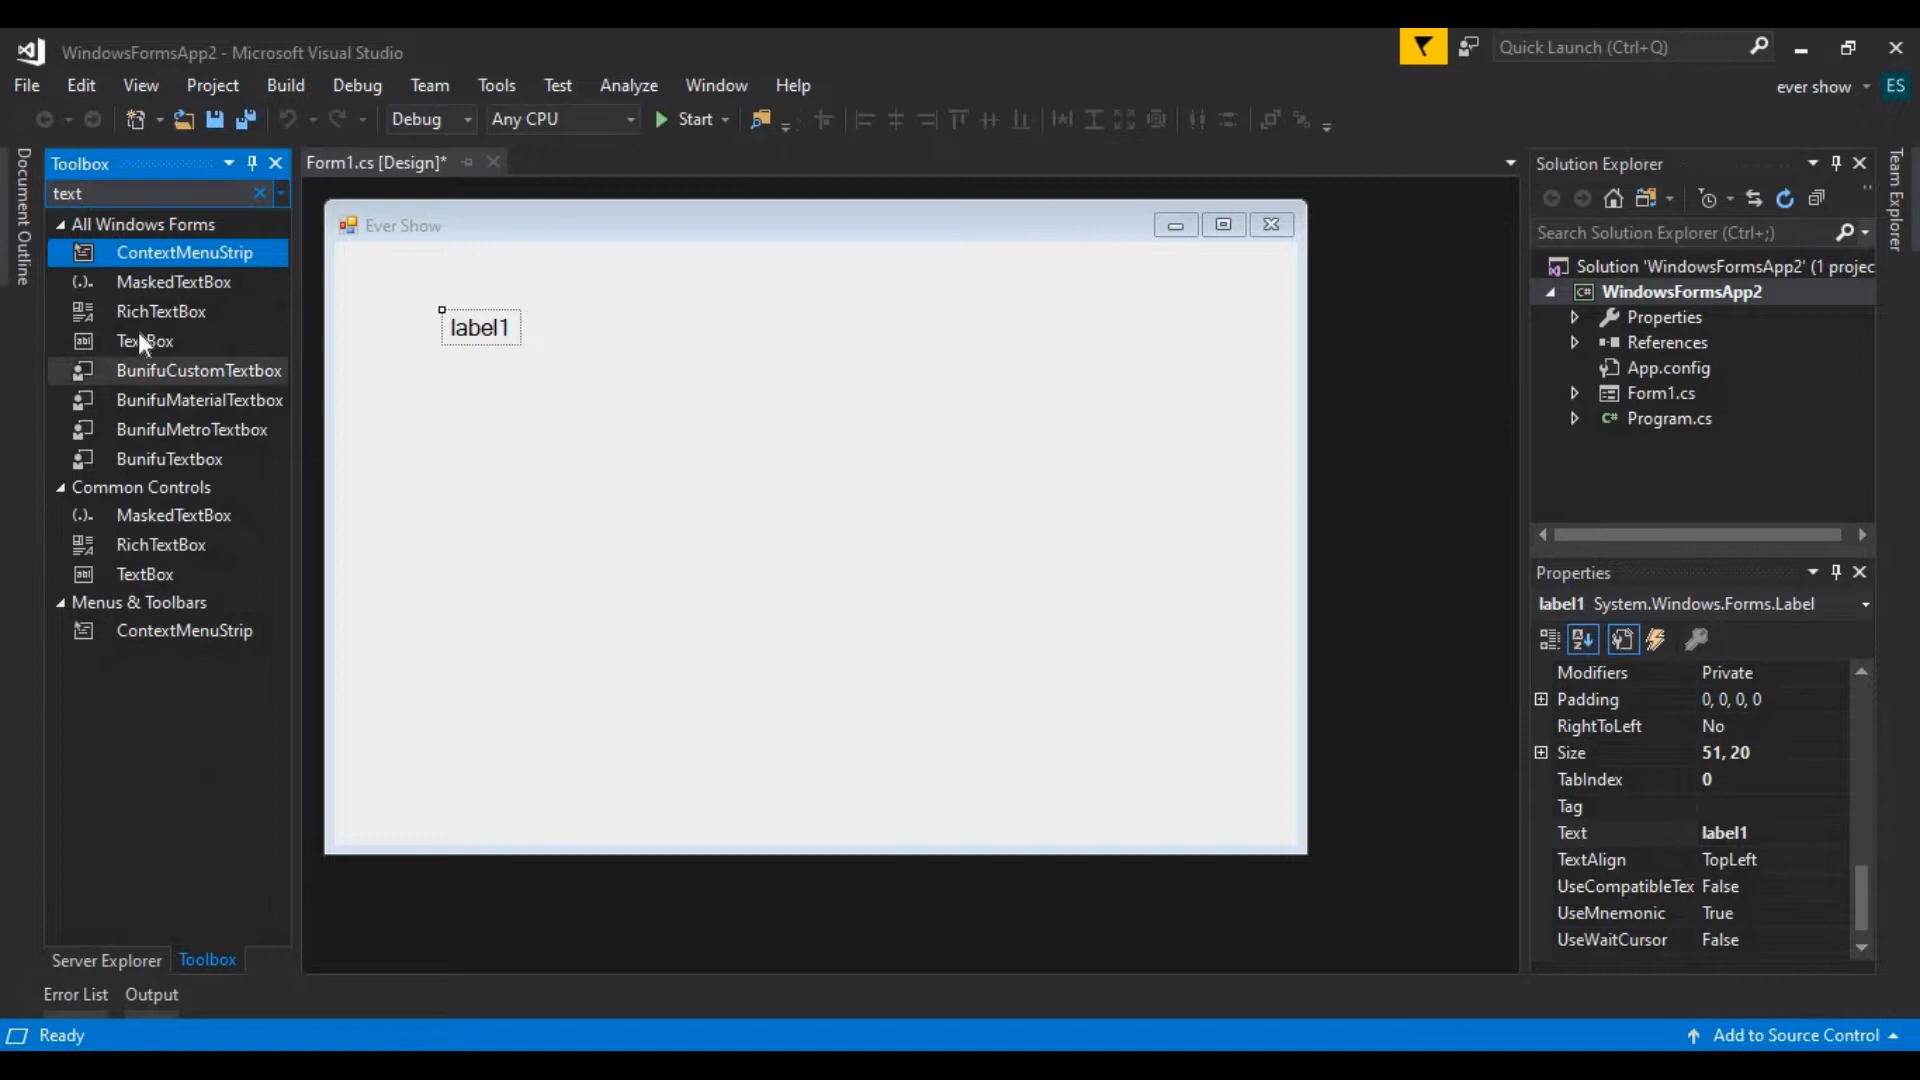 WindowsFormsApp2 - Microsoft Visual Studio
Quick Launch (Ctrl+Q)
File Edit View Project Build Debug Team Tools Test Analyze Window Help
ever show ES
Debug Any CPU Start
Document Outline
Toolbox
text
All Windows Forms
ContextMenuStrip
MaskedTextBox
RichTextBox
TextBox
BunifuCustomTextbox
BunifuMaterialTextbox
BunifuMetroTextbox
BunifuTextbox
Common Controls
MaskedTextBox
RichTextBox
TextBox
Menus & Toolbars
ContextMenuStrip
Server Explorer Toolbox
Error List Output
Form1.cs [Design]*
Ever Show
label1
Solution Explorer
Search Solution Explorer (Ctrl+;)
Solution 'WindowsFormsApp2' (1 projec
WindowsFormsApp2
Properties
References
App.config
Form1.cs
Program.cs
Team Explorer
Properties
label1 System.Windows.Forms.Label
Modifiers Private
Padding 0, 0, 0, 0
RightToLeft No
Size 51, 20
TabIndex 0
Tag
Text label1
TextAlign TopLeft
UseCompatibleTex False
UseMnemonic True
UseWaitCursor False
Ready
Add to Source Control